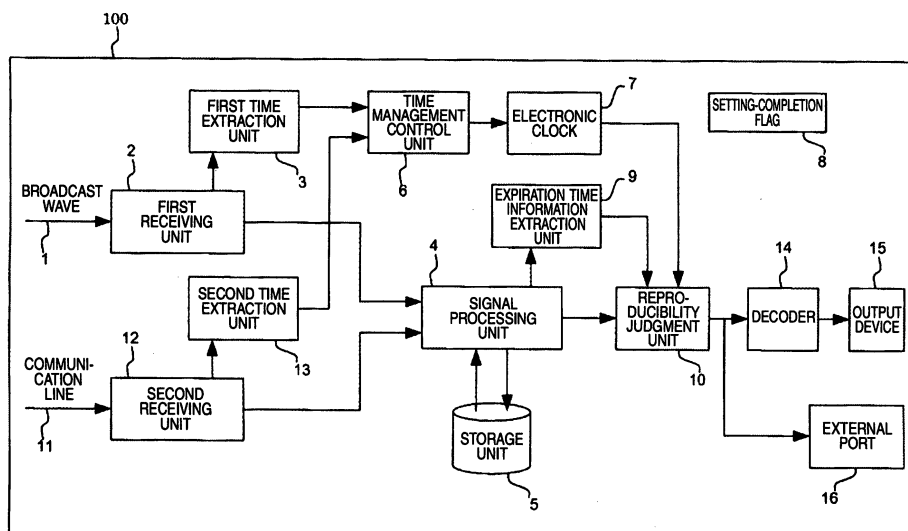 100
FIRST TIME
EXTRACTION
UNIT
3
TIME
MANAGEMENT
CONTROL
UNIT
6
7
ELECTRONIC
CLOCK
SETTING-COMPLETION
FLAG
8
BROADCAST
WAVE
1
2
FIRST
RECEIVING
UNIT
9
EXPIRATION TIME
INFORMATION
EXTRACTION
UNIT
SECOND TIME
EXTRACTION
UNIT
13
4
SIGNAL
PROCESSING
UNIT
REPRO-
DUCIBILITY
JUDGMENT
UNIT
10
14
DECODER
15
OUTPUT
DEVICE
COMMUNI-
CATION
LINE
11
12
SECOND
RECEIVING
UNIT
STORAGE
UNIT
5
EXTERNAL
PORT
16